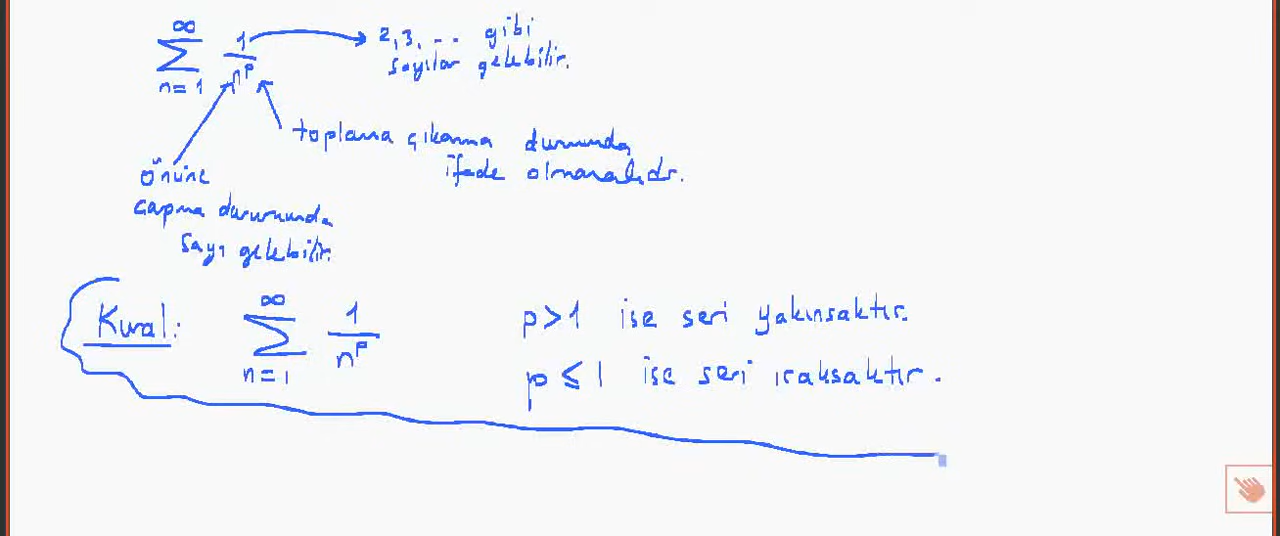 ∞
∑ 1/n^p → 2, 3, ... gibi
n=1 sayılar gelebilir.
toplama çıkarma durumunda
ifade olmamalıdır.
önüne
çarpma durumunda
sayı gelebilir.
Kural: ∞
∑ 1/n^p
n=1
p>1 ise seri yakınsaktır.
p ≤ 1 ise seri ıraksaktır.